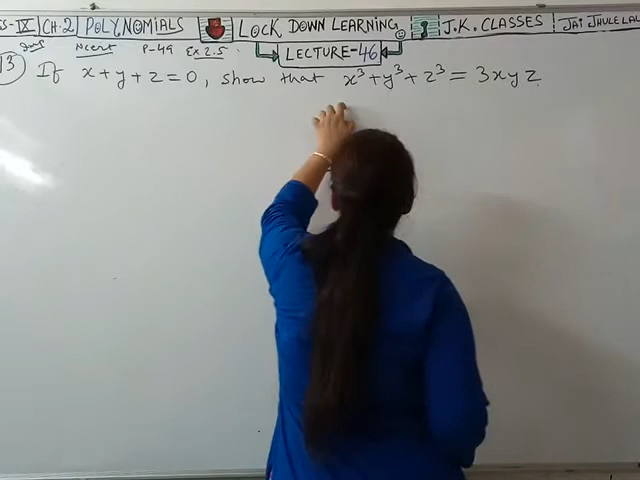 SS-IX CH-2 POLYNOMIALS LOCK DOWN LEARNING J.K. CLASSES JAI JHULELAL
Ncert P-49 Ex 2.5 LECTURE-46
13 If x + y + z = 0, show that x³ + y³ + z³ = 3xyz.